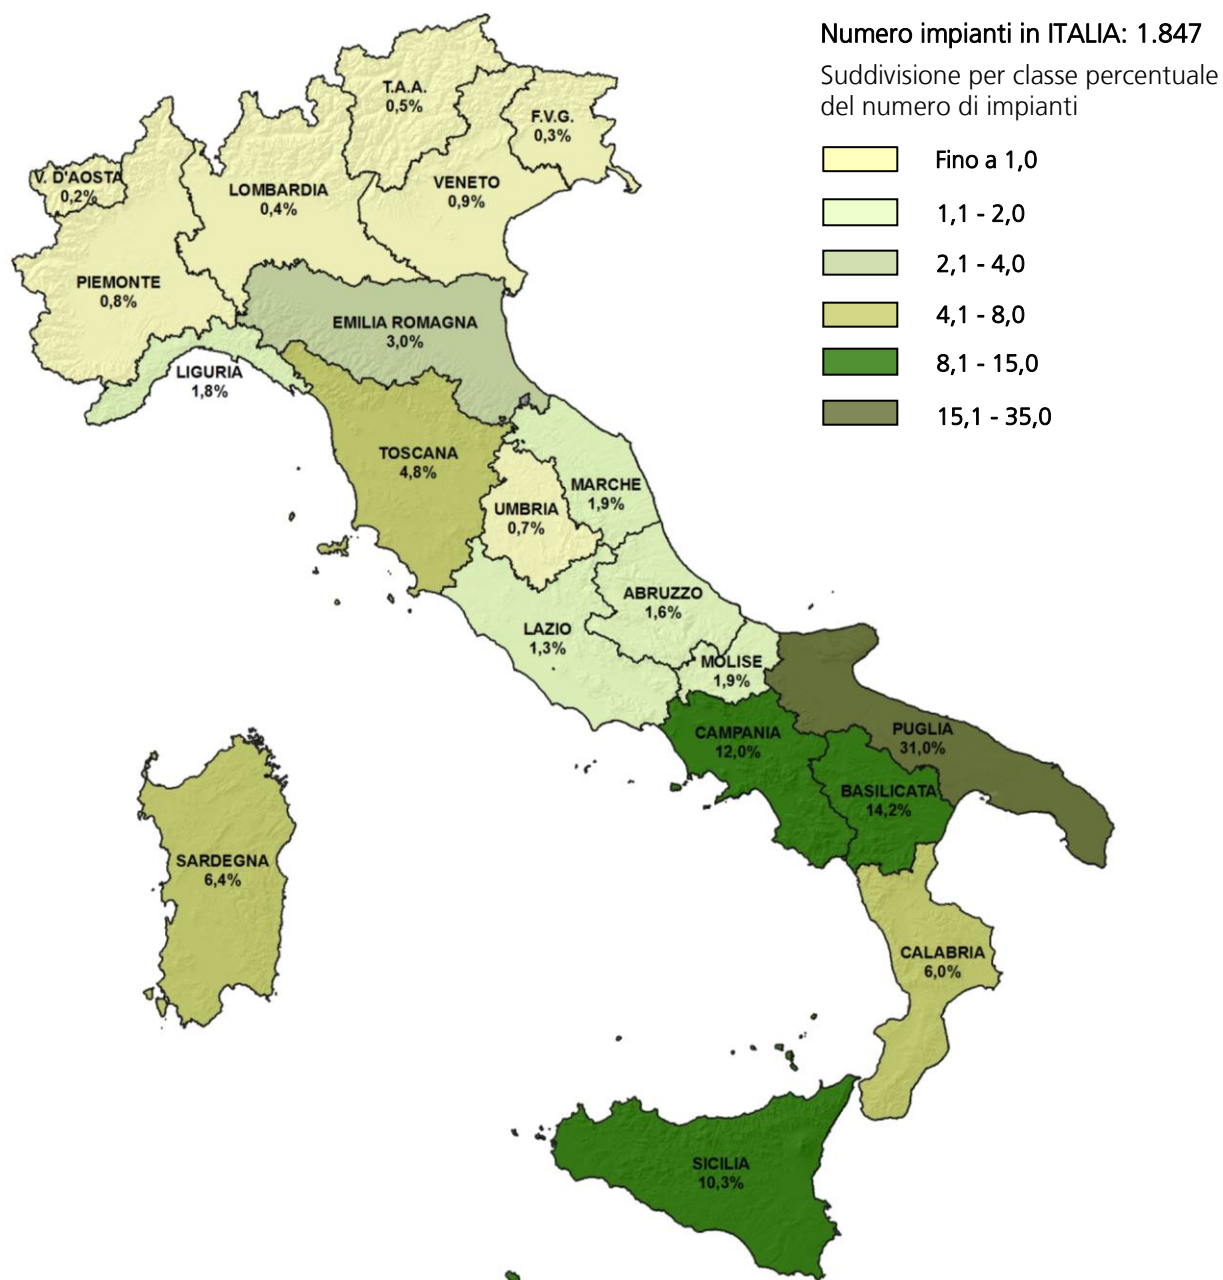 Numero impianti in ITALIA: 1.847
Suddivisione per classe percentuale
del numero di impianti
Fino a 1,0
1,1 - 2,0
2,1 - 4,0
4,1 - 8,0
8,1 - 15,0
15,1 - 35,0
T.A.A.
0,5%
F.V.G.
0,3%
V. D'AOSTA
0,2%
LOMBARDIA
0,4%
VENETO
0,9%
PIEMONTE
0,8%
EMILIA ROMAGNA
3,0%
LIGURIA
1,8%
TOSCANA
4,8%
MARCHE
1,9%
UMBRIA
0,7%
ABRUZZO
1,6%
LAZIO
1,3%
MOLISE
1,9%
CAMPANIA
12,0%
PUGLIA
31,0%
BASILICATA
14,2%
SARDEGNA
6,4%
CALABRIA
6,0%
SICILIA
10,3%